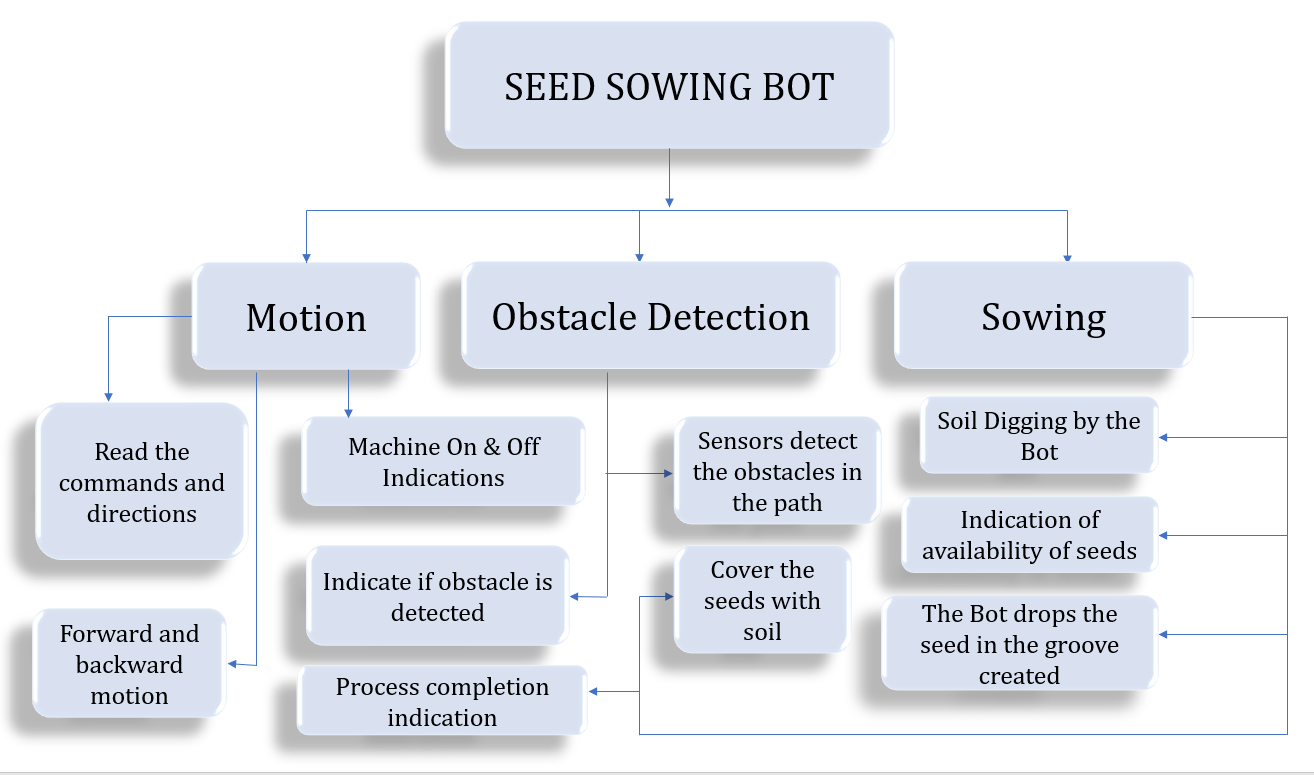 SEED SOWING BOT
Motion
Obstacle Detection
Sowing
Read the
commands and
directions
Machine On & Off
Indications
Sensors detect
the obstacles in
the path
Soil Digging by the
Bot
Indication of
availability of seeds
Indicate if obstacle is
detected
Cover the
seeds with
soil
The Bot drops the
seed in the groove
created
Forward and
backward
motion
Process completion
indication